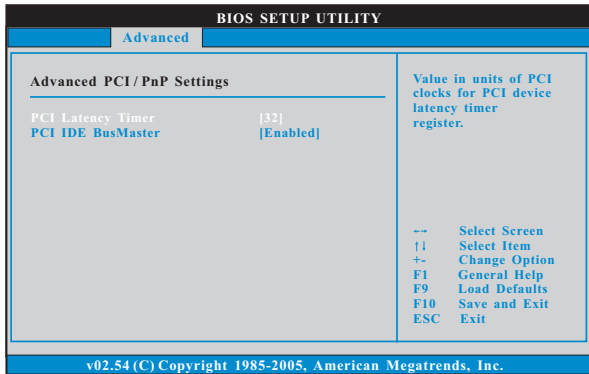 BIOS SETUP UTILITY
Advanced
Advanced PCI / PnP Settings
PCI Latency Timer [32]
PCI IDE BusMaster [Enabled]
Value in units of PCI
clocks for PCI device
latency timer
register.
←→ Select Screen
↑↓ Select Item
+- Change Option
F1 General Help
F9 Load Defaults
F10 Save and Exit
ESC Exit
v02.54 (C) Copyright 1985-2005, American Megatrends, Inc.